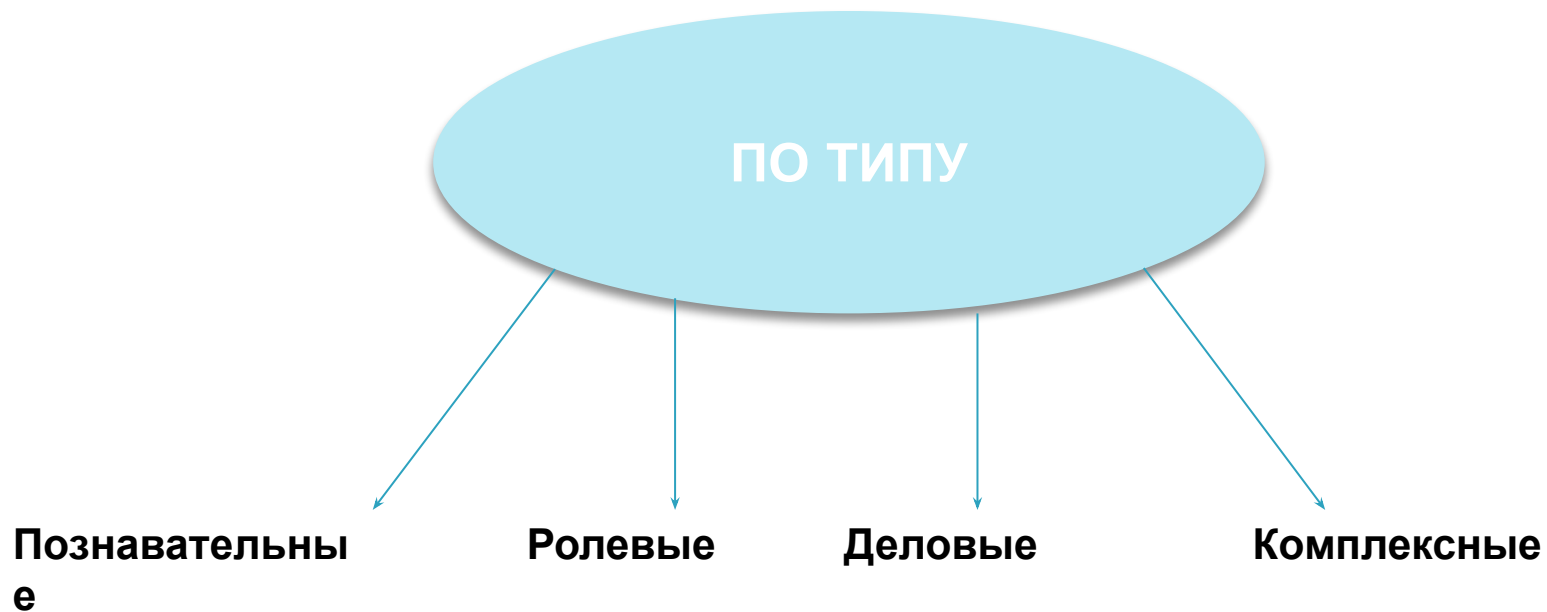 ПО ТИПУ
Познавательны
е
Ролевые
Деловые
Комплексные